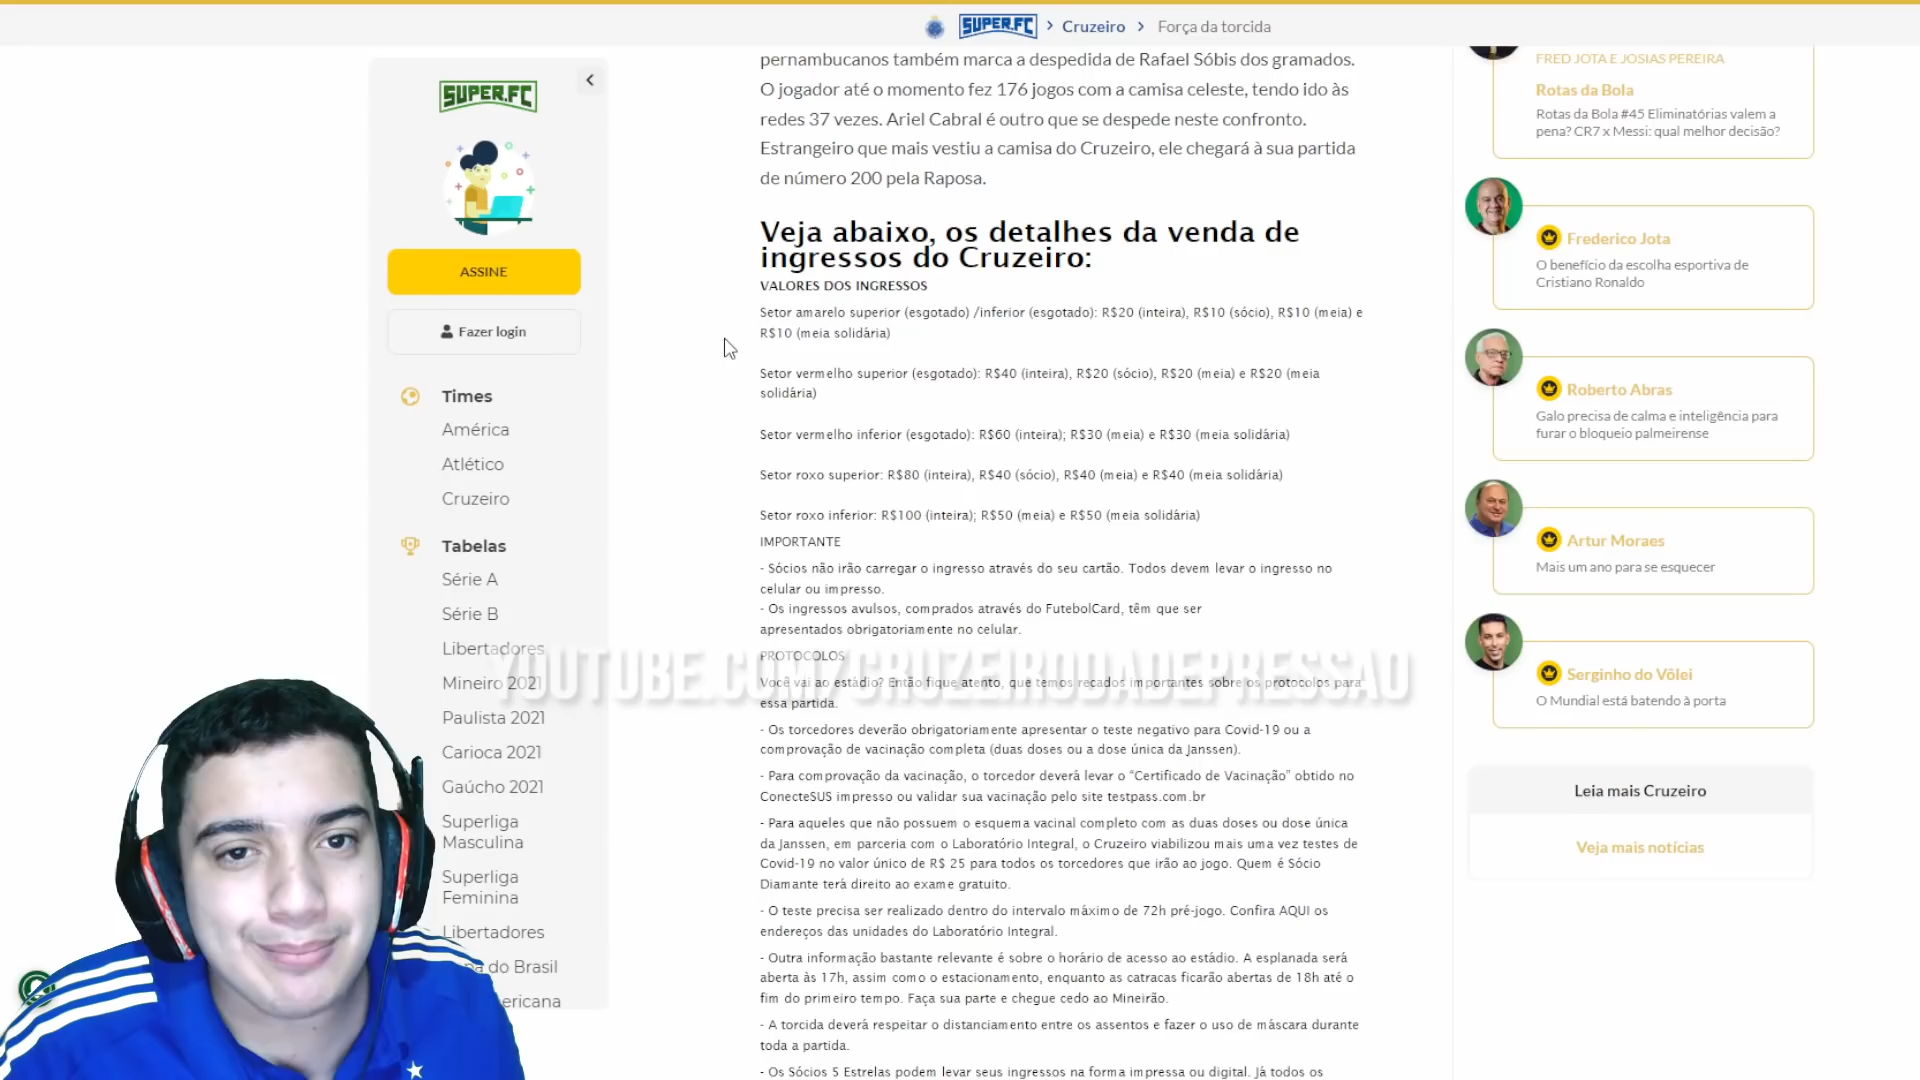 SUPER.FC > Cruzeiro > Força da torcida
SUPER.FC
ASSINE
Fazer login
Times
América
Atlético
Cruzeiro
Tabelas
Série A
Série B
Libertadores
Mineiro 2021
Paulista 2021
Carioca 2021
Gaúcho 2021
Superliga
Masculina
Superliga
Feminina
Libertadores
do Brasil
pernambucanos também marca a despedida de Rafael Sóbis dos gramados.
O jogador até o momento fez 176 jogos com a camisa celeste, tendo ido às
redes 37 vezes. Ariel Cabral é outro que se despede neste confronto.
Estrangeiro que mais vestiu a camisa do Cruzeiro, ele chegará à sua partida
de número 200 pela Raposa.
Veja abaixo, os detalhes da venda de
ingressos do Cruzeiro:
VALORES DOS INGRESSOS
Setor amarelo superior (esgotado) /inferior (esgotado): R$20 (inteira), R$10 (sócio), R$10 (meia) e
R$10 (meia solidária)
Setor vermelho superior (esgotado): R$40 (inteira), R$20 (sócio), R$20 (meia) e R$20 (meia
solidária)
Setor vermelho inferior (esgotado): R$60 (inteira); R$30 (meia) e R$30 (meia solidária)
Setor roxo superior: R$80 (inteira), R$40 (sócio), R$40 (meia) e R$40 (meia solidária)
Setor roxo inferior: R$100 (inteira); R$50 (meia) e R$50 (meia solidária)
IMPORTANTE
- Sócios não irão carregar o ingresso através do seu cartão. Todos devem levar o ingresso no
celular ou impresso.
- Os ingressos avulsos, comprados através do FutebolCard, têm que ser
apresentados obrigatoriamente no celular.
PROTOCOLOS
YOUTUBE.COM/CRUZEIRODADEPRESSAO
Você vai ao estádio? Então fique atento, que temos recados importantes sobre os protocolos para
essa partida.
- Os torcedores deverão obrigatoriamente apresentar o teste negativo para Covid-19 ou a
comprovação de vacinação completa (duas doses ou a dose única da Janssen).
- Para comprovação da vacinação, o torcedor deverá levar o “Certificado de Vacinação” obtido no
ConecteSUS impresso ou validar sua vacinação pelo site testpass.com.br
- Para aqueles que não possuem o esquema vacinal completo com as duas doses ou dose única
da Janssen, em parceria com o Laboratório Integral, o Cruzeiro viabilizou mais uma vez testes de
Covid-19 no valor único de R$ 25 para todos os torcedores que irão ao jogo. Quem é Sócio
Diamante terá direito ao exame gratuito.
- O teste precisa ser realizado dentro do intervalo máximo de 72h pré-jogo. Confira AQUI os
endereços das unidades do Laboratório Integral.
- Outra informação bastante relevante é sobre o horário de acesso ao estádio. A esplanada será
aberta às 17h, assim como o estacionamento, enquanto as catracas ficarão abertas de 18h até o
fim do primeiro tempo. Faça sua parte e chegue cedo ao Mineirão.
- A torcida deverá respeitar o distanciamento entre os assentos e fazer o uso de máscara durante
toda a partida.
- Os Sócios 5 Estrelas podem levar seus ingressos na forma impressa ou digital. Já todos os
FRED JOTA E JOSIAS PEREIRA
Rotas da Bola
Rotas da Bola #45 Eliminatórias valem a
pena? CR7 x Messi: qual melhor decisão?
Frederico Jota
O benefício da escolha esportiva de
Cristiano Ronaldo
Roberto Abras
Galo precisa de calma e inteligência para
furar o bloqueio palmeirense
Artur Moraes
Mais um ano para se esquecer
Serginho do Vôlei
O Mundial está batendo à porta
Leia mais Cruzeiro
Veja mais notícias